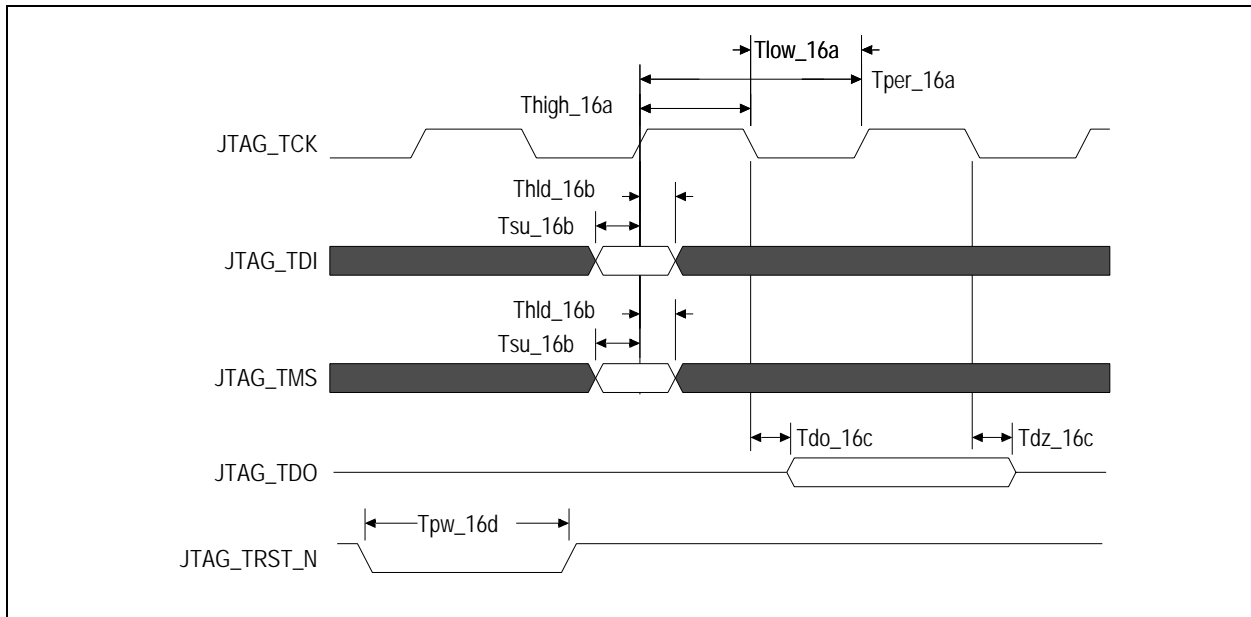 Tlow_16a
Tper_16a
Thigh_16a
JTAG_TCK
Thld_16b
Tsu_16b
JTAG_TDI
Thld_16b
Tsu_16b
JTAG_TMS
Tdo_16c
Tdz_16c
JTAG_TDO
Tpw_16d
JTAG_TRST_N